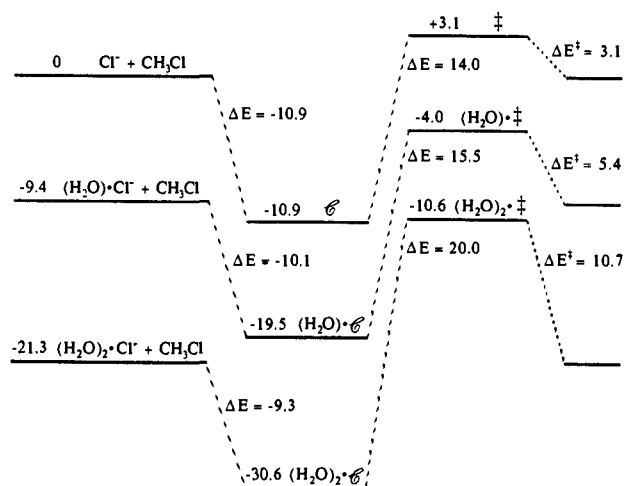 +3.1 ‡
0 Cl⁻ + CH₃Cl
ΔE = 14.0
ΔE‡ = 3.1
ΔE = -10.9
-4.0 (H₂O)•‡
ΔE = 15.5
ΔE‡ = 5.4
-9.4 (H₂O)•Cl⁻ + CH₃Cl
-10.9 𝒞
-10.6 (H₂O)₂•‡
ΔE = 20.0
ΔE‡ = 10.7
ΔE = -10.1
-19.5 (H₂O)•𝒞
-21.3 (H₂O)₂•Cl⁻ + CH₃Cl
ΔE = -9.3
-30.6 (H₂O)₂•𝒞